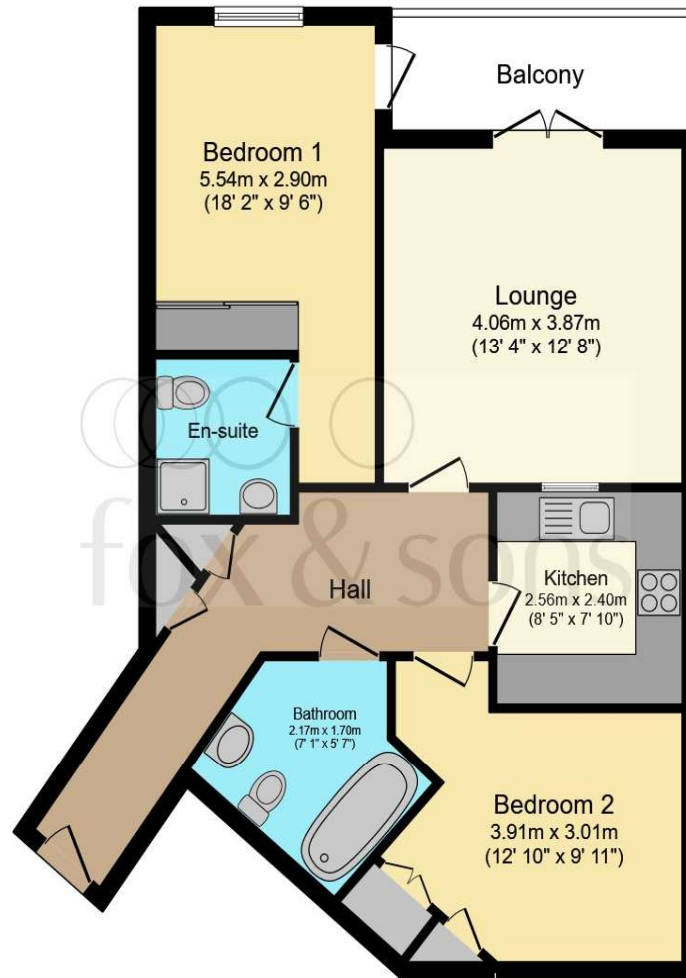 Balcony
Bedroom 1
5.54m x 2.90m
(18' 2" x 9' 6")
Lounge
4.06m x 3.87m
(13' 4" x 12' 8")
En-suite
fox & sons
Hall
Kitchen
2.56m x 2.40m
(8' 5" x 7' 10")
Bathroom
2.17m x 1.70m
(7' 1" x 5' 7")
Bedroom 2
3.91m x 3.01m
(12' 10" x 9' 11")